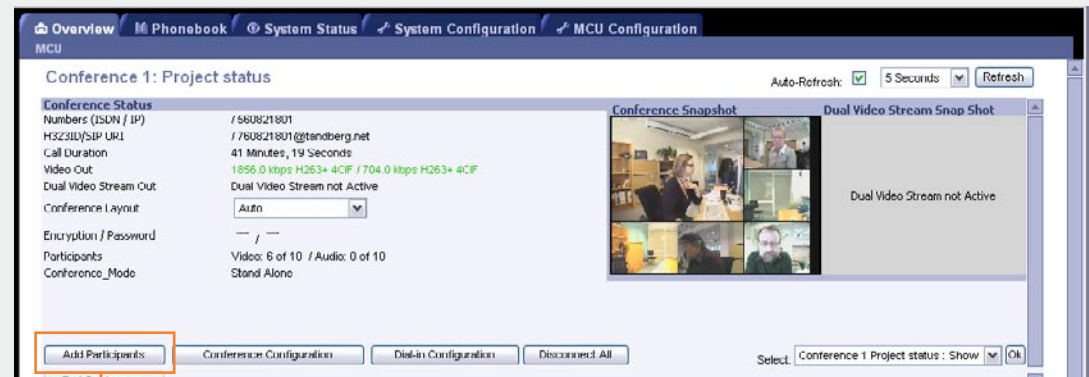 Overview Phonebook System Status System Configuration MCU Configuration
MCU
Conference 1: Project status
Auto-Refresh: 5 Seconds Refresh
Conference Status
Numbers (ISDN / IP) / 560821801
H323ID/SIP URI / 760821801@tandberg.net
Call Duration 41 Minutes, 19 Seconds
Video Out 1856.0 kbps H263+ 4CIF / 704.0 kbps H263+ 4CIF
Dual Video Stream Out Dual Video Stream not Active
Conference Layout Auto
Encryption / Password — / —
Participants Video: 6 of 10 / Audio: 0 of 10
Conference_Mode Stand Alone
Conference Snapshot Dual Video Stream Snap Shot
Dual Video Stream not Active
Add Participants Conference Configuration Dial-in Configuration Disconnect All
Select. Conference 1 Project status : Show Ok